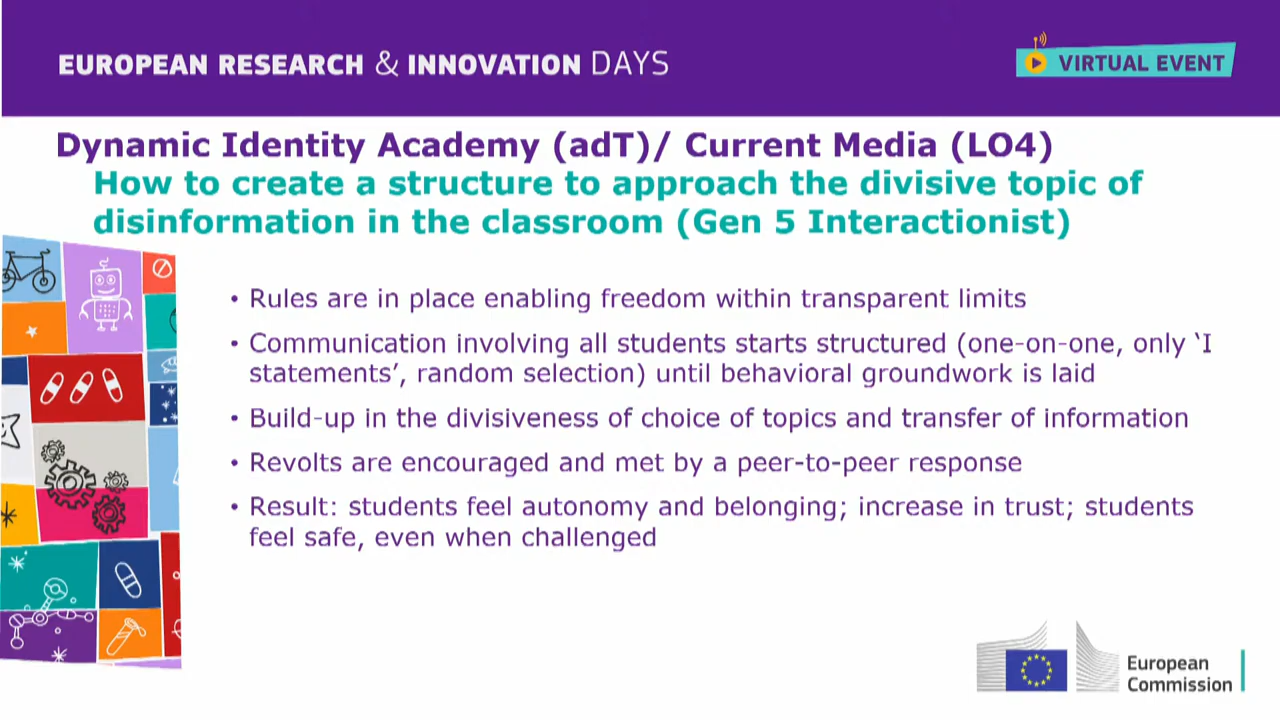 EUROPEAN RESEARCH & INNOVATION DAYS
VIRTUAL EVENT
Dynamic Identity Academy (adT)/ Current Media (LO4)
How to create a structure to approach the divisive topic of
disinformation in the classroom (Gen 5 Interactionist)
• Rules are in place enabling freedom within transparent limits
• Communication involving all students starts structured (one-on-one, only ‘I
statements’, random selection) until behavioral groundwork is laid
• Build-up in the divisiveness of choice of topics and transfer of information
• Revolts are encouraged and met by a peer-to-peer response
• Result: students feel autonomy and belonging; increase in trust; students
feel safe, even when challenged
European
Commission